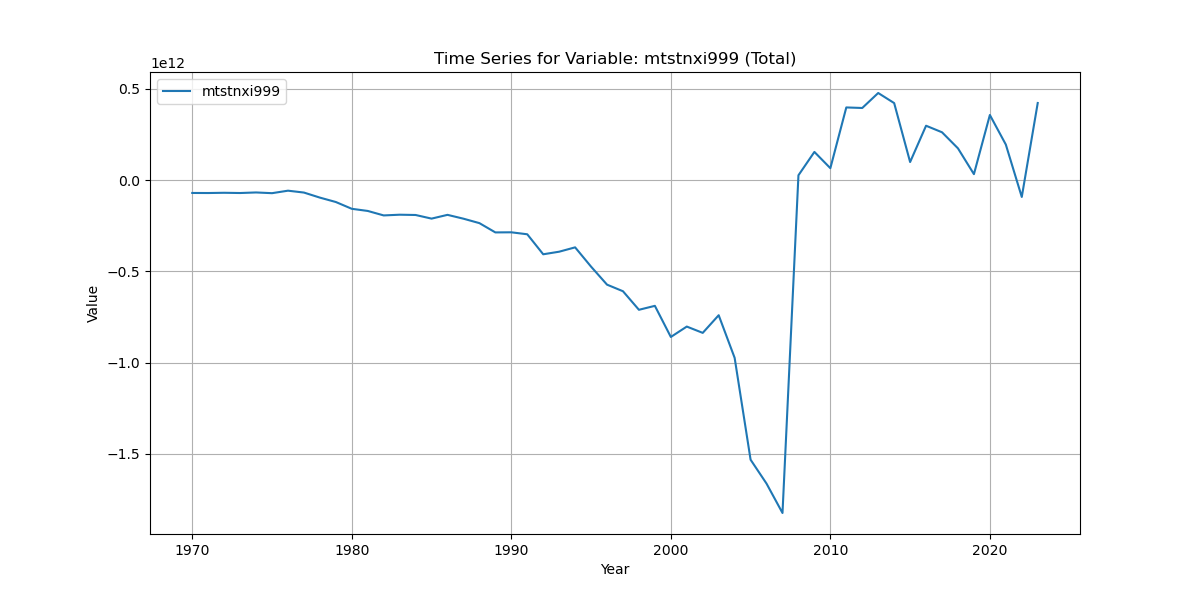 Time Series for Variable: mtstnxi999 (Total)
1e12
mtstnxi999
0.5
0.0
−0.5
−1.0
−1.5
Value
1970 1980 1990 2000 2010 2020
Year